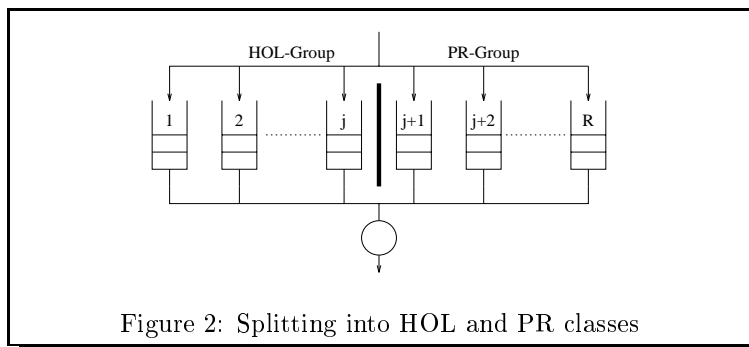 HOL-Group PR-Group
1 2 j j+1 j+2 R
Figure 2: Splitting into HOL and PR classes